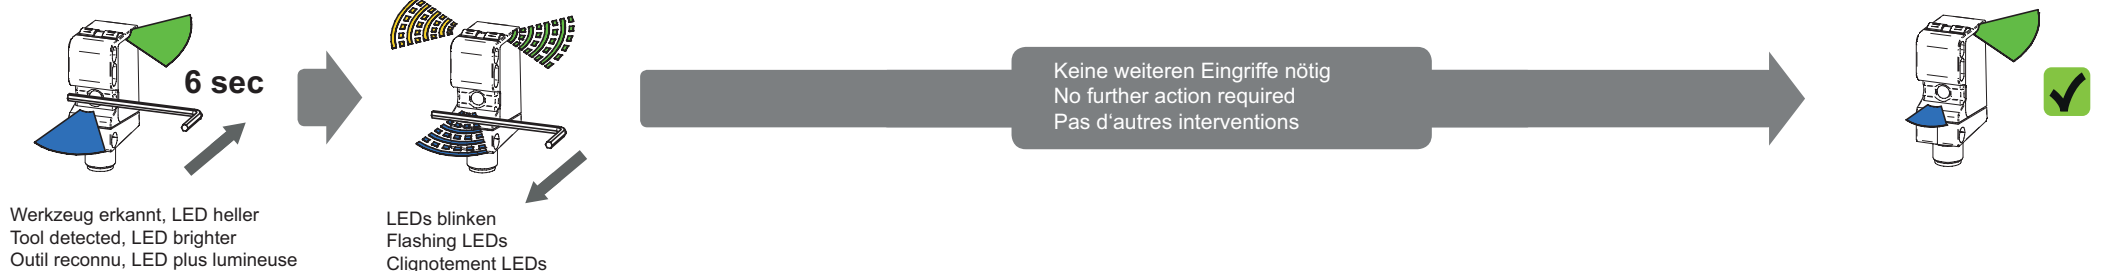 6 sec
Werkzeug erkannt, LED heller
Tool detected, LED brighter
Outil reconnu, LED plus lumineuse
LEDs blinken
Flashing LEDs
Clignotement LEDs
Keine weiteren Eingriffe nötig
No further action required
Pas d‘autres interventions